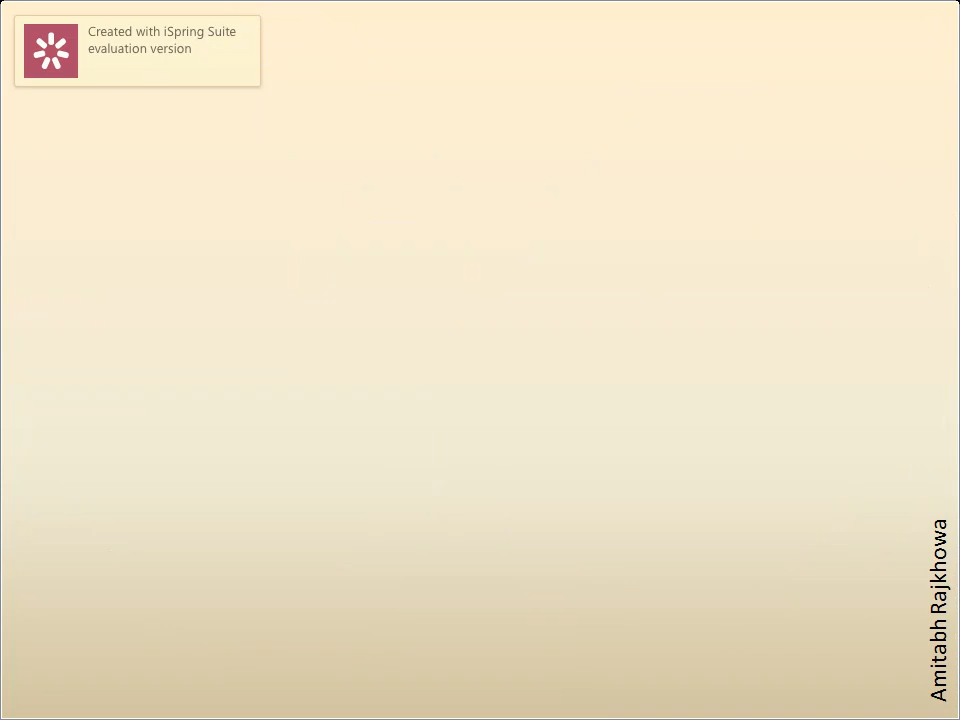 Created with iSpring Suite
evaluation version
Amitabh Rajkhowa